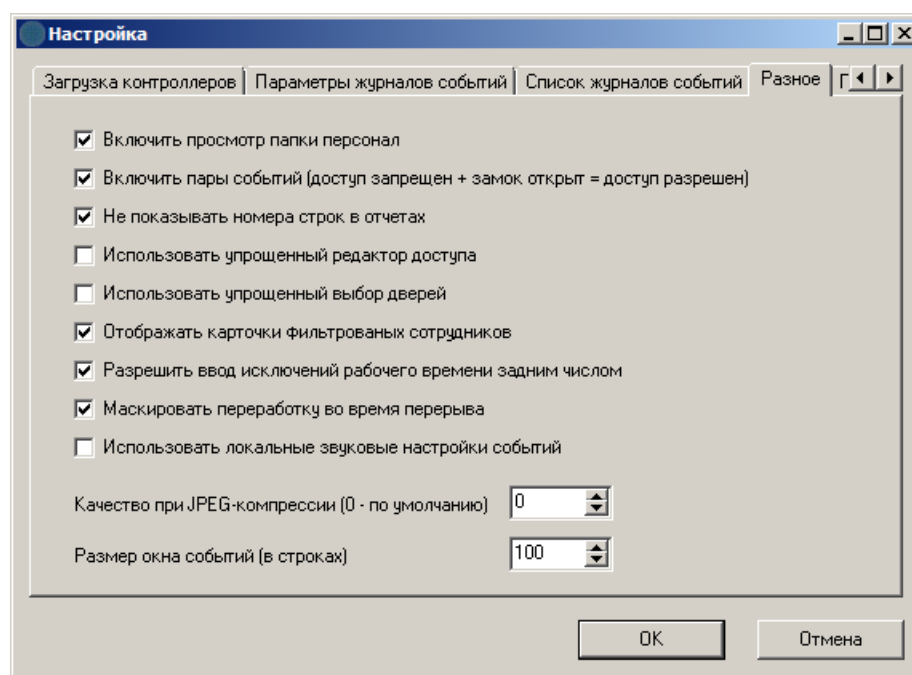 Настройка
Загрузка контроллеров Параметры журналов событий Список журналов событий Разное
Включить просмотр папки персонал
Включить пары событий (доступ запрещен + замок открыт = доступ разрешен)
Не показывать номера строк в отчетах
Использовать упрощенный редактор доступа
Использовать упрощенный выбор дверей
Отображать карточки фильтрованых сотрудников
Разрешить ввод исключений рабочего времени задним числом
Маскировать переработку во время перерыва
Использовать локальные звуковые настройки событий
Качество при JPEG-компрессии (0 - по умолчанию) 0
Размер окна событий (в строках) 100
OK Отмена